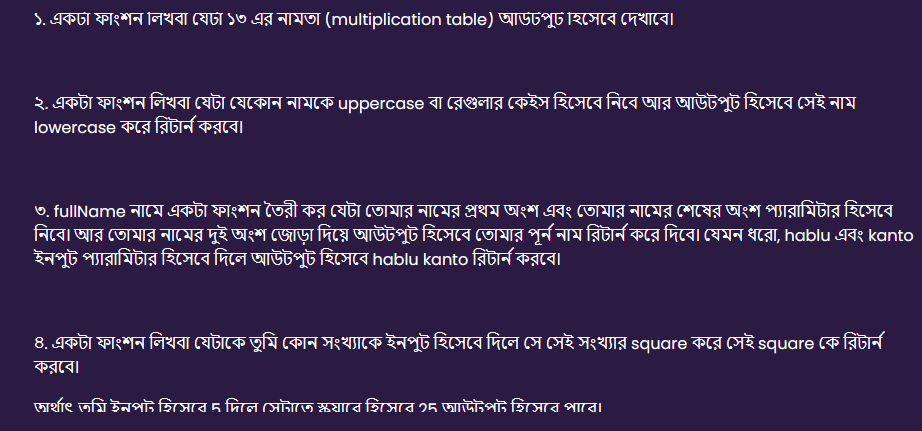 ১. একটা ফাংশন লিখবা যেটা ১৩ এর নামতা (multiplication table) আউটপুট হিসেবে দেখাবে।
২. একটা ফাংশন লিখবা যেটা যেকোন নামকে uppercase বা রেগুলার কেইস হিসেবে নিবে আর আউটপুট হিসেবে সেই নাম
lowercase করে রিটার্ন করবে।
৩. fullName নামে একটা ফাংশন তৈরী কর যেটা তোমার নামের প্রথম অংশ এবং তোমার নামের শেষের অংশ প্যারামিটার হিসেবে
নিবে। আর তোমার নামের দুই অংশ জোড়া দিয়ে আউটপুট হিসেবে তোমার পূর্ন নাম রিটার্ন করে দিবে। যেমন ধরো, hablu এবং kanto
ইনপুট প্যারামিটার হিসেবে দিলে আউটপুট হিসেবে hablu kanto রিটার্ন করবে।
৪. একটা ফাংশন লিখবা যেটাকে তুমি কোন সংখ্যাকে ইনপুট হিসেবে দিলে সে সেই সংখ্যার square করে সেই square কে রিটার্ন
করবে।
অর্থাৎ তুমি ইনপুট হিসেবে 5 দিলে সেটাতে স্কয়ারে হিসেবে 25 আউটপুট হিসেবে পাবে।